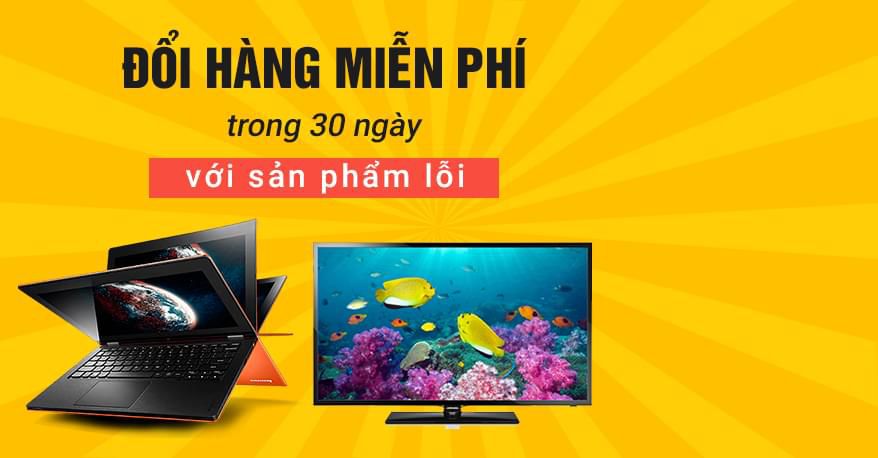 ĐỔI HÀNG MIỄN PHÍ
trong 30 ngày
với sản phẩm lỗi